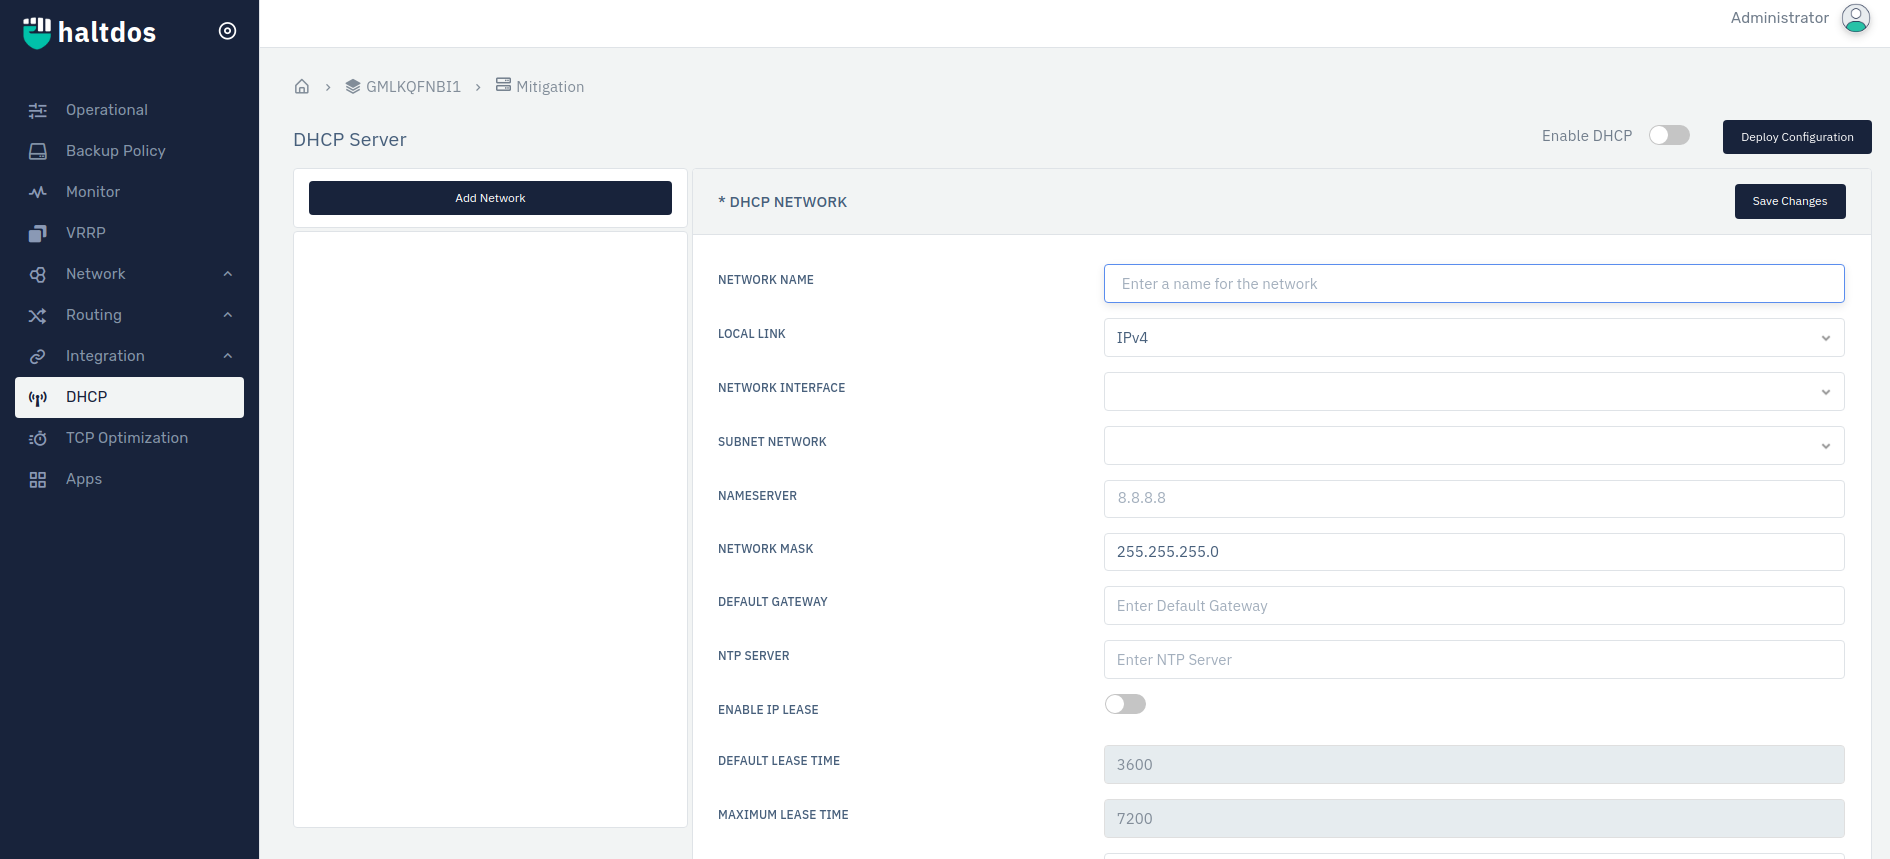 haltdos
Administrator
Operational
Backup Policy
Monitor
VRRP
Network
Routing
Integration
DHCP
TCP Optimization
Apps
GMLKQFNBI1 Mitigation
DHCP Server
Enable DHCP
Deploy Configuration
Add Network
* DHCP NETWORK
Save Changes
NETWORK NAME
Enter a name for the network
LOCAL LINK
IPv4
NETWORK INTERFACE
SUBNET NETWORK
NAMESERVER
8.8.8.8
NETWORK MASK
255.255.255.0
DEFAULT GATEWAY
Enter Default Gateway
NTP SERVER
Enter NTP Server
ENABLE IP LEASE
DEFAULT LEASE TIME
3600
MAXIMUM LEASE TIME
7200